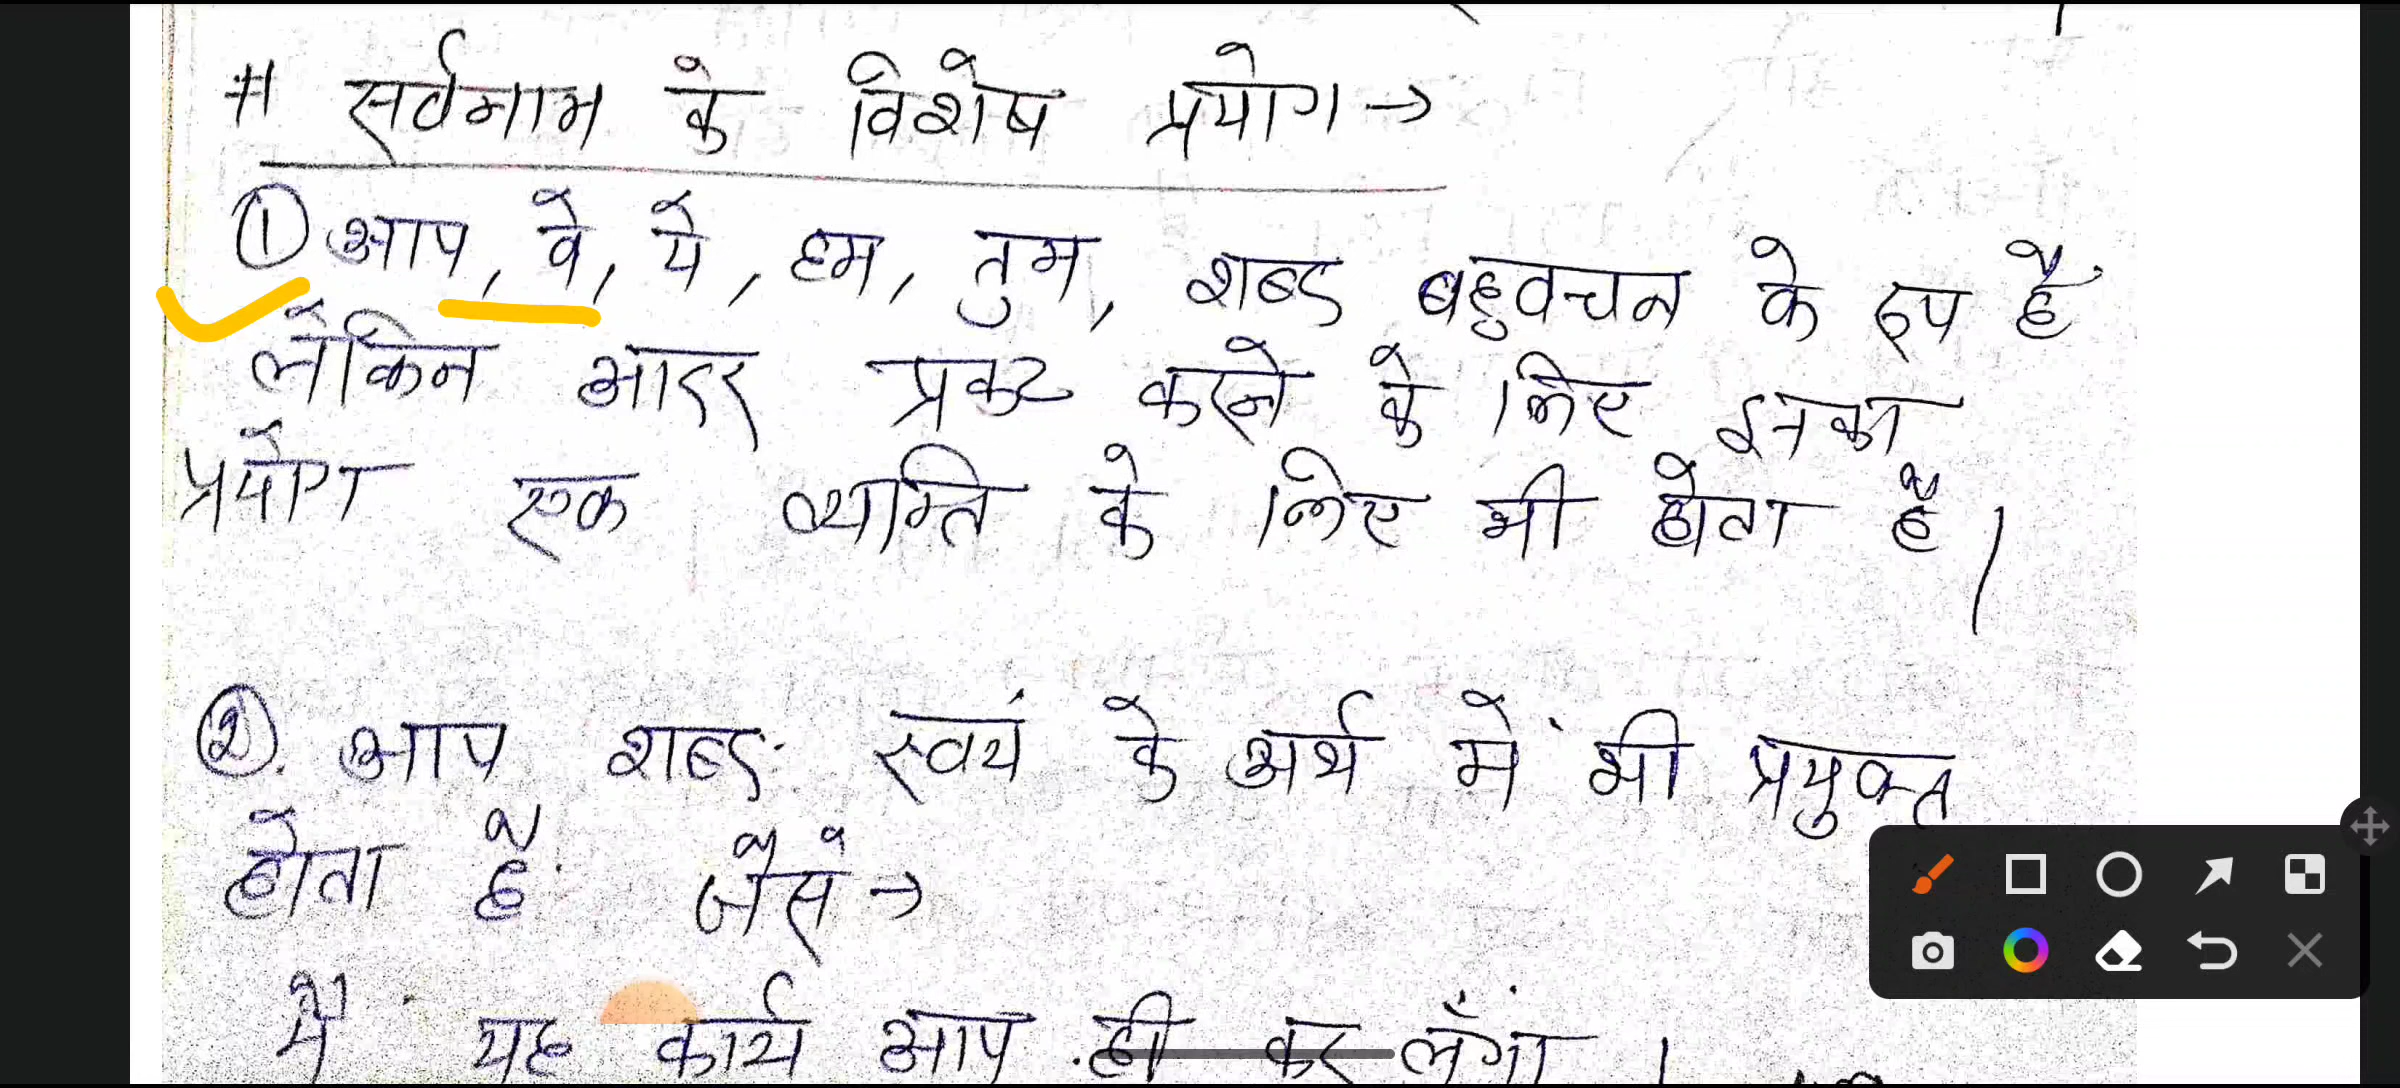 # सर्वनाम के विशेष प्रयोग →
① आप, वे, ये, हम, तुम, शब्द बहुवचन के रूप है
लेकिन आदर प्रकट करने के लिए इनका
प्रयोग एक व्यक्ति के लिए भी होता है।
②. आप शब्द स्वयं के अर्थ में भी प्रयुक्त
होता है जैसे →
मैं यह कार्य आप ही कर लूँगा ।